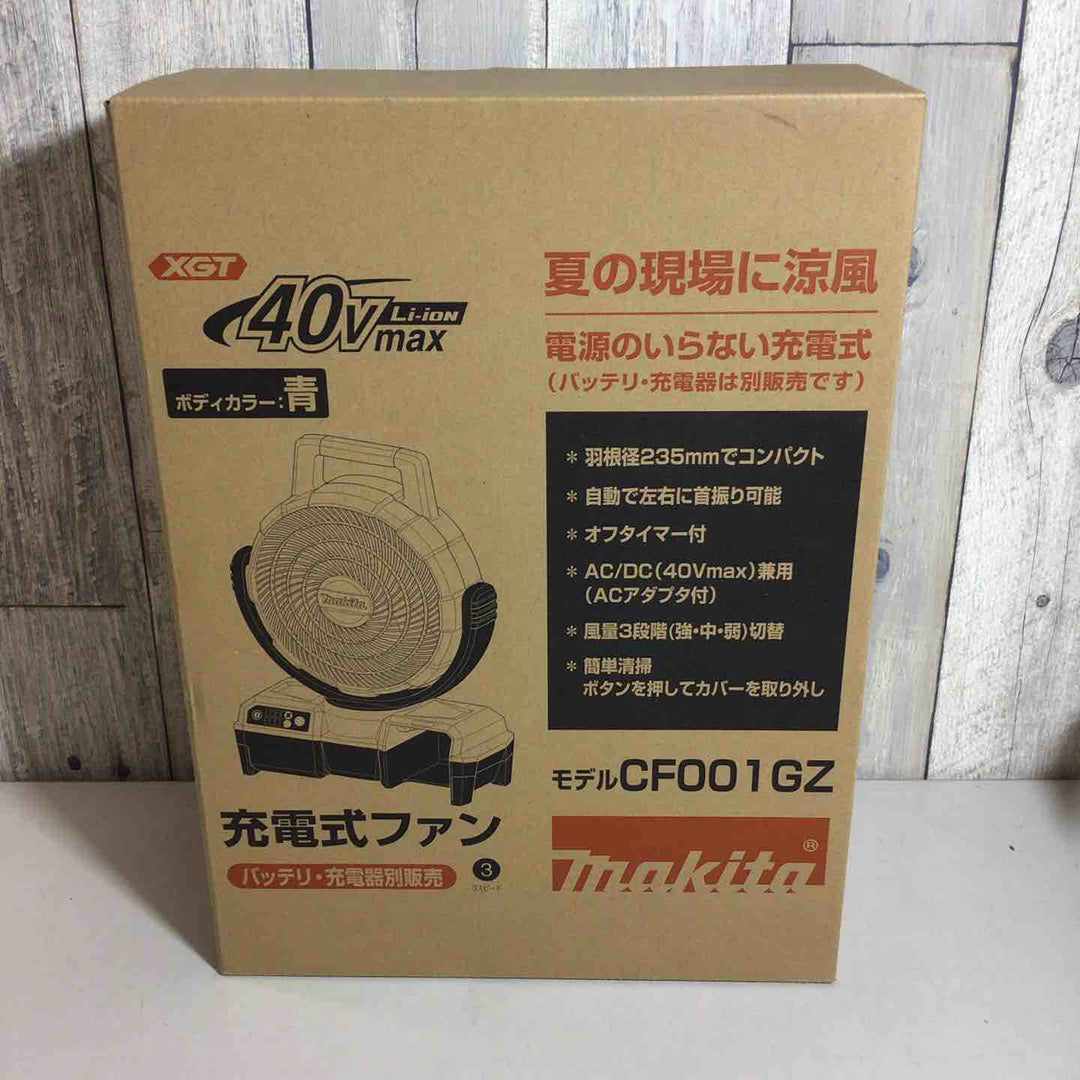 XGT
40Vmax Li-ion
ボディカラー:青
makita
充電式ファン
バッテリ・充電器別販売
3
3スピード
夏の現場に涼風
電源のいらない充電式
(バッテリ・充電器は別販売です)
* 羽根径235mmでコンパクト
* 自動で左右に首振り可能
* オフタイマー付
* AC/DC(40Vmax)兼用
(ACアダプタ付)
* 風量3段階(強・中・弱)切替
* 簡単清掃
ボタンを押してカバーを取り外し
モデルCF001GZ
makita®